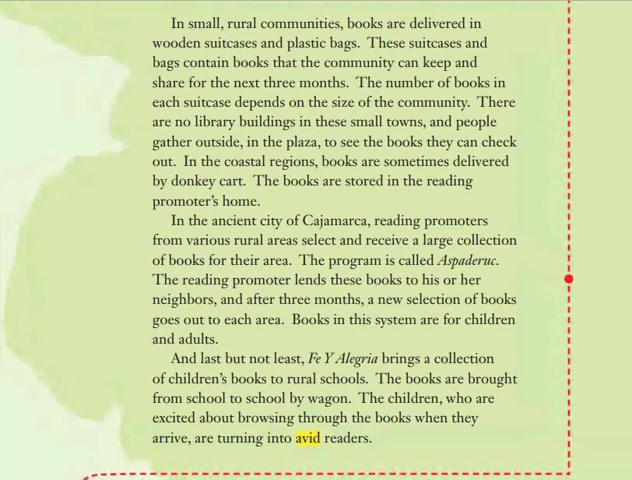 In small, rural communities, books are delivered in
wooden suitcases and plastic bags. These suitcases and
bags contain books that the community can keep and
share for the next three months. The number of books in
each suitcase depends on the size of the community. There
are no library buildings in these small towns, and people
gather outside, in the plaza, to see the books they can check
out. In the coastal regions, books are sometimes delivered
by donkey cart. The books are stored in the reading
promoter's home.
In the ancient city of Cajamarca, reading promoters
from various rural areas select and receive a large collection
of books for their area. The program is called Aspaderuc.
The reading promoter lends these books to his or her
neighbors, and after three months, a new selection of books
goes out to each area. Books in this system are for children
and adults.
And last but not least, Fe Y Alegria brings a collection
of children's books to rural schools. The books are brought
from school to school by wagon. The children, who are
excited about browsing through the books when they
arrive, are turning into avid readers.